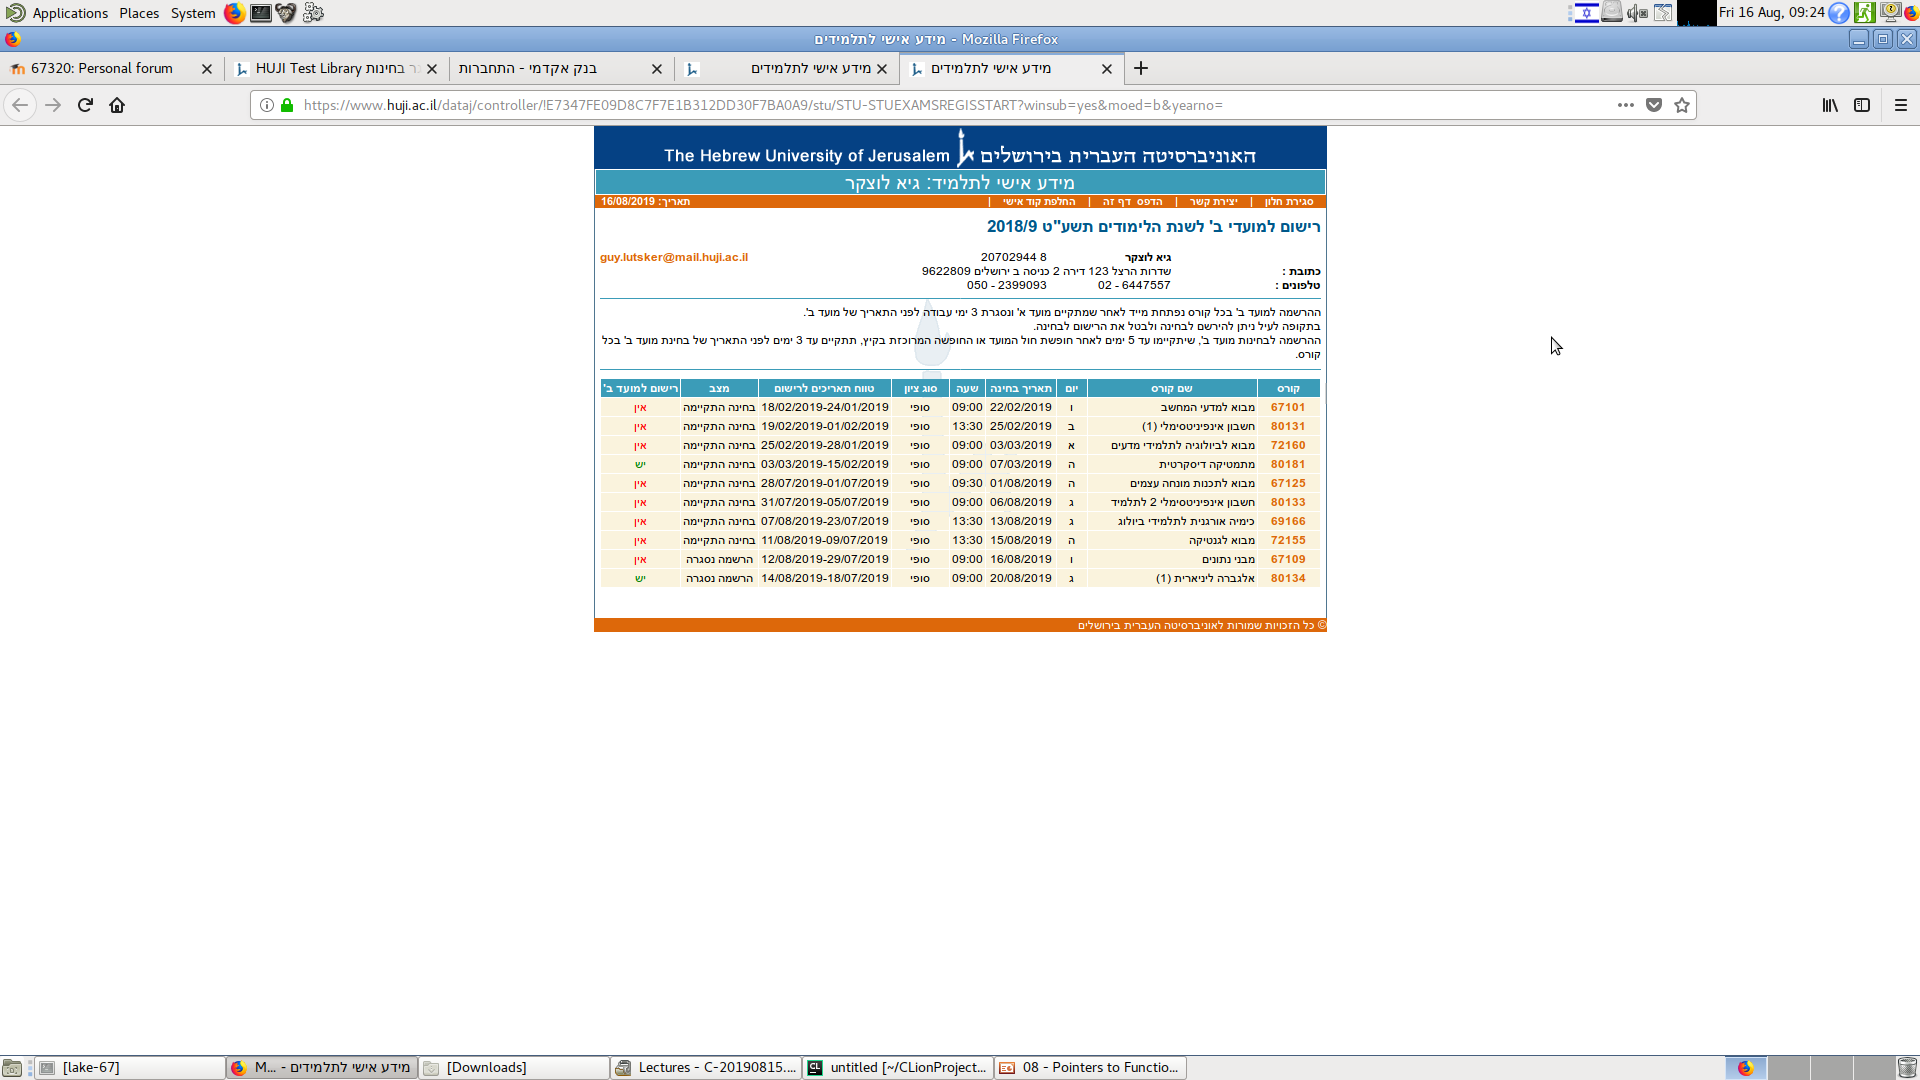 Applications Places System Fri 16 Aug, 09:24
מידע אישי לתלמידים - Mozilla Firefox
67320: Personal forum
HUJI Test Library
בנק אקדמי - התחברות
מידע אישי לתלמידים
מידע אישי לתלמידים
https://www.huji.ac.il/dataj/controller/!E7347FE09D8C7F7E1B312DD30F7BA0A9/stu/STU-STUEXAMSREGISSTART?winsub=yes&moed=b&yearno=
האוניברסיטה העברית בירושלים The Hebrew University of Jerusalem
מידע אישי לתלמיד: גיא לוצקר
סגירת חלון | יצירת קשר | הדפס דף זה | החלפת קוד אישי | תאריך: 16/08/2019
רישום למועדי ב' לשנת הלימודים תשע"ט 2018/9
גיא לוצקר 20702944 8 guy.lutsker@mail.huji.ac.il
כתובת : שדרות הרצל 123 דירה 2 כניסה ב ירושלים 9622809
טלפונים : 02 - 6447557 050 - 2399093
ההרשמה למועד ב' בכל קורס נפתחת מייד לאחר שמתקיים מועד א' ונסגרת 3 ימי עבודה לפני התאריך של מועד ב'.
בתקופה לעיל ניתן להירשם לבחינה ולבטל את הרישום לבחינה.
ההרשמה לבחינות מועד ב', שיתקיימו עד 5 ימים לאחר חופשת חול המועד או החופשה המרוכזת בקיץ, תתקיים עד 3 ימים לפני התאריך של בחינת מועד ב' בכל
קורס.
קורס שם קורס יום תאריך בחינה שעה סוג ציון טווח תאריכים לרישום מצב רישום למועד ב'
67101 מבוא למדעי המחשב ו 22/02/2019 09:00 סופי 18/02/2019-24/01/2019 בחינה התקיימה אין
80131 חשבון אינפיניטסימלי (1) ב 25/02/2019 13:30 סופי 19/02/2019-01/02/2019 בחינה התקיימה אין
72160 מבוא לביולוגיה לתלמידי מדעים א 03/03/2019 09:00 סופי 25/02/2019-28/01/2019 בחינה התקיימה אין
80181 מתמטיקה דיסקרטית ה 07/03/2019 09:00 סופי 03/03/2019-15/02/2019 בחינה התקיימה יש
67125 מבוא לתכנות מונחה עצמים ה 01/08/2019 09:30 סופי 28/07/2019-01/07/2019 בחינה התקיימה אין
80133 חשבון אינפיניטסימלי 2 לתלמיד ג 06/08/2019 09:00 סופי 31/07/2019-05/07/2019 בחינה התקיימה אין
69166 כימיה אורגנית לתלמידי ביולוג ג 13/08/2019 13:30 סופי 07/08/2019-23/07/2019 בחינה התקיימה אין
72155 מבוא לגנטיקה ה 15/08/2019 13:30 סופי 11/08/2019-09/07/2019 בחינה התקיימה אין
67109 מבני נתונים ו 16/08/2019 09:00 סופי 12/08/2019-29/07/2019 הרשמה נסגרה אין
80134 אלגברה ליניארית (1) ג 20/08/2019 09:00 סופי 14/08/2019-18/07/2019 הרשמה נסגרה יש
© כל הזכויות שמורות לאוניברסיטה העברית בירושלים
[lake-67]
מידע אישי לתלמידים - M...
[Downloads]
Lectures - C-20190815....
untitled [~/CLionProject...
08 - Pointers to Functio...